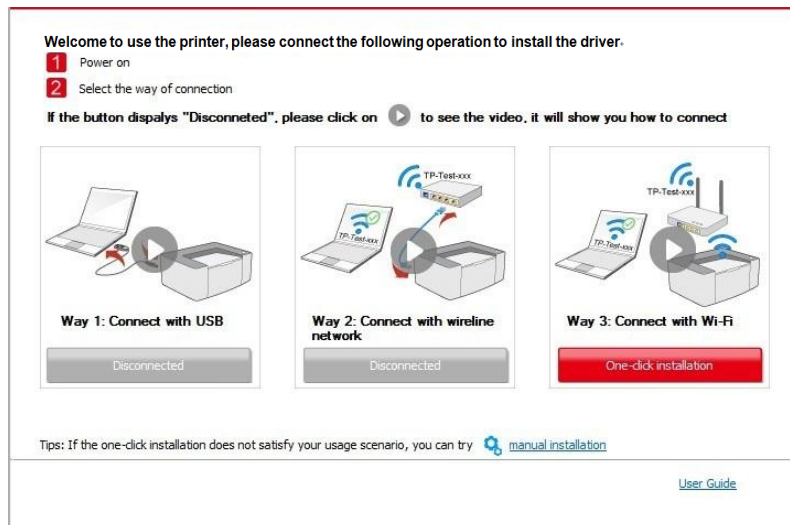 Welcome to use the printer, please connect the following operation to install the driver.
1 Power on
2 Select the way of connection
If the button dispalys "Disconneted", please click on to see the video, it will show you how to connect
TP-Test-xxx
TP-Test-xxx
TP-Test-xxx
TP-Test-xxx
Way 1: Connect with USB
Way 2: Connect with wireline
network
Way 3: Connect with Wi-Fi
Disconnected
Disconnected
One-click installation
Tips: If the one-click installation does not satisfy your usage scenario, you can try manual installation
User Guide